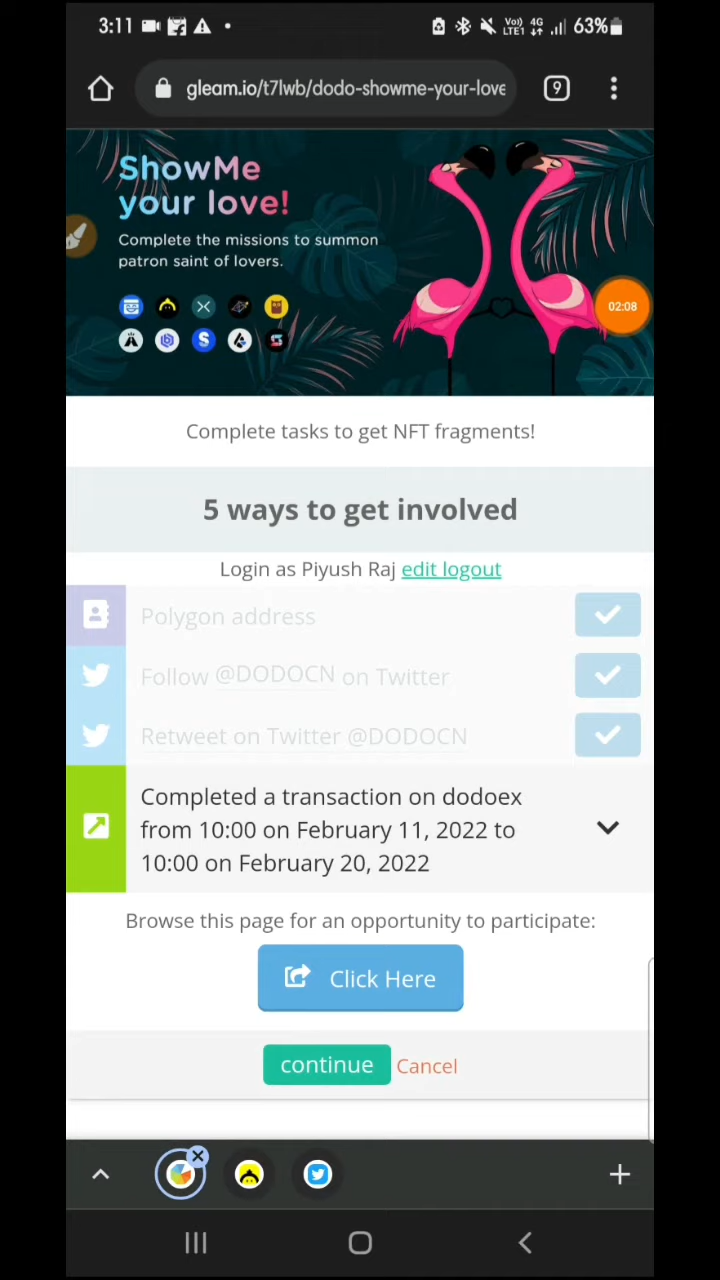 3:11
Vo)) 4G
LTE1
63%
gleam.io/t7lwb/dodo-showme-your-love
9
ShowMe
your love!
Complete the missions to summon
patron saint of lovers.
02:08
Complete tasks to get NFT fragments!
5 ways to get involved
Login as Piyush Raj edit logout
Polygon address
Follow @DODOCN on Twitter
Retweet on Twitter @DODOCN
Completed a transaction on dodoex
from 10:00 on February 11, 2022 to
10:00 on February 20, 2022
Browse this page for an opportunity to participate:
Click Here
continue Cancel